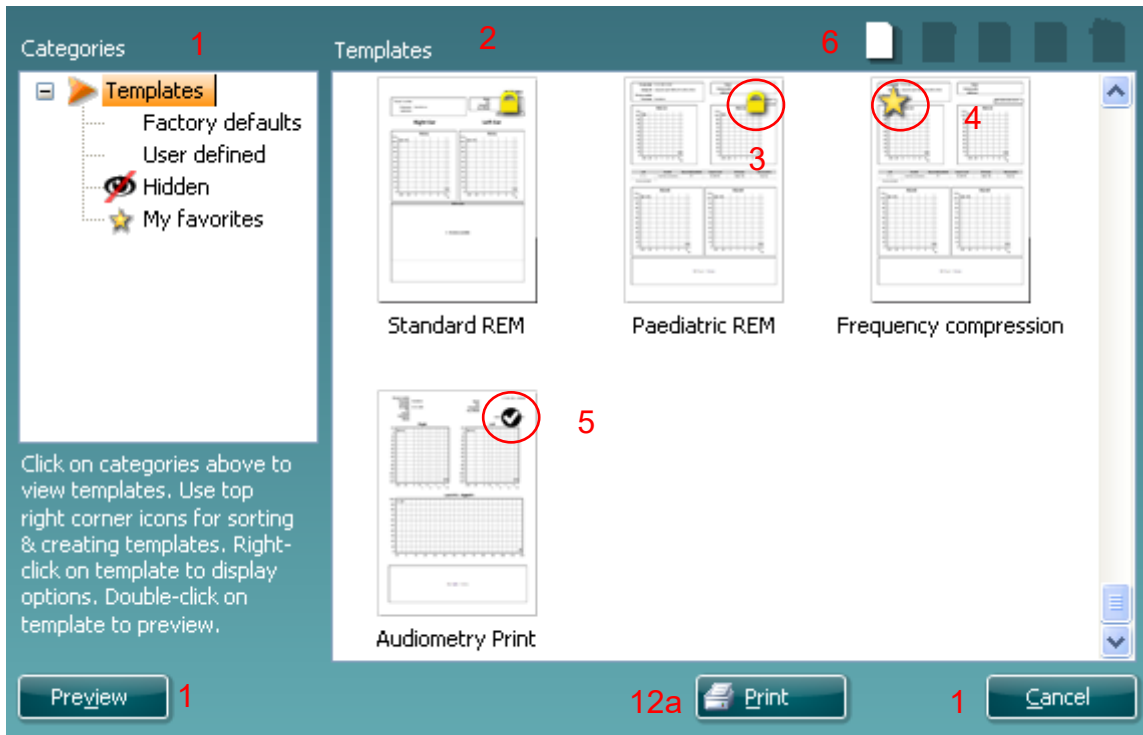 Categories 1
Templates 2
6
Templates
Factory defaults
User defined
Hidden
My favorites
3
4
Standard REM
Paediatric REM
Frequency compression
5
Audiometry Print
Click on categories above to
view templates. Use top
right corner icons for sorting
& creating templates. Right-
click on template to display
options. Double-click on
template to preview.
Preview 1
12a Print
1 Cancel